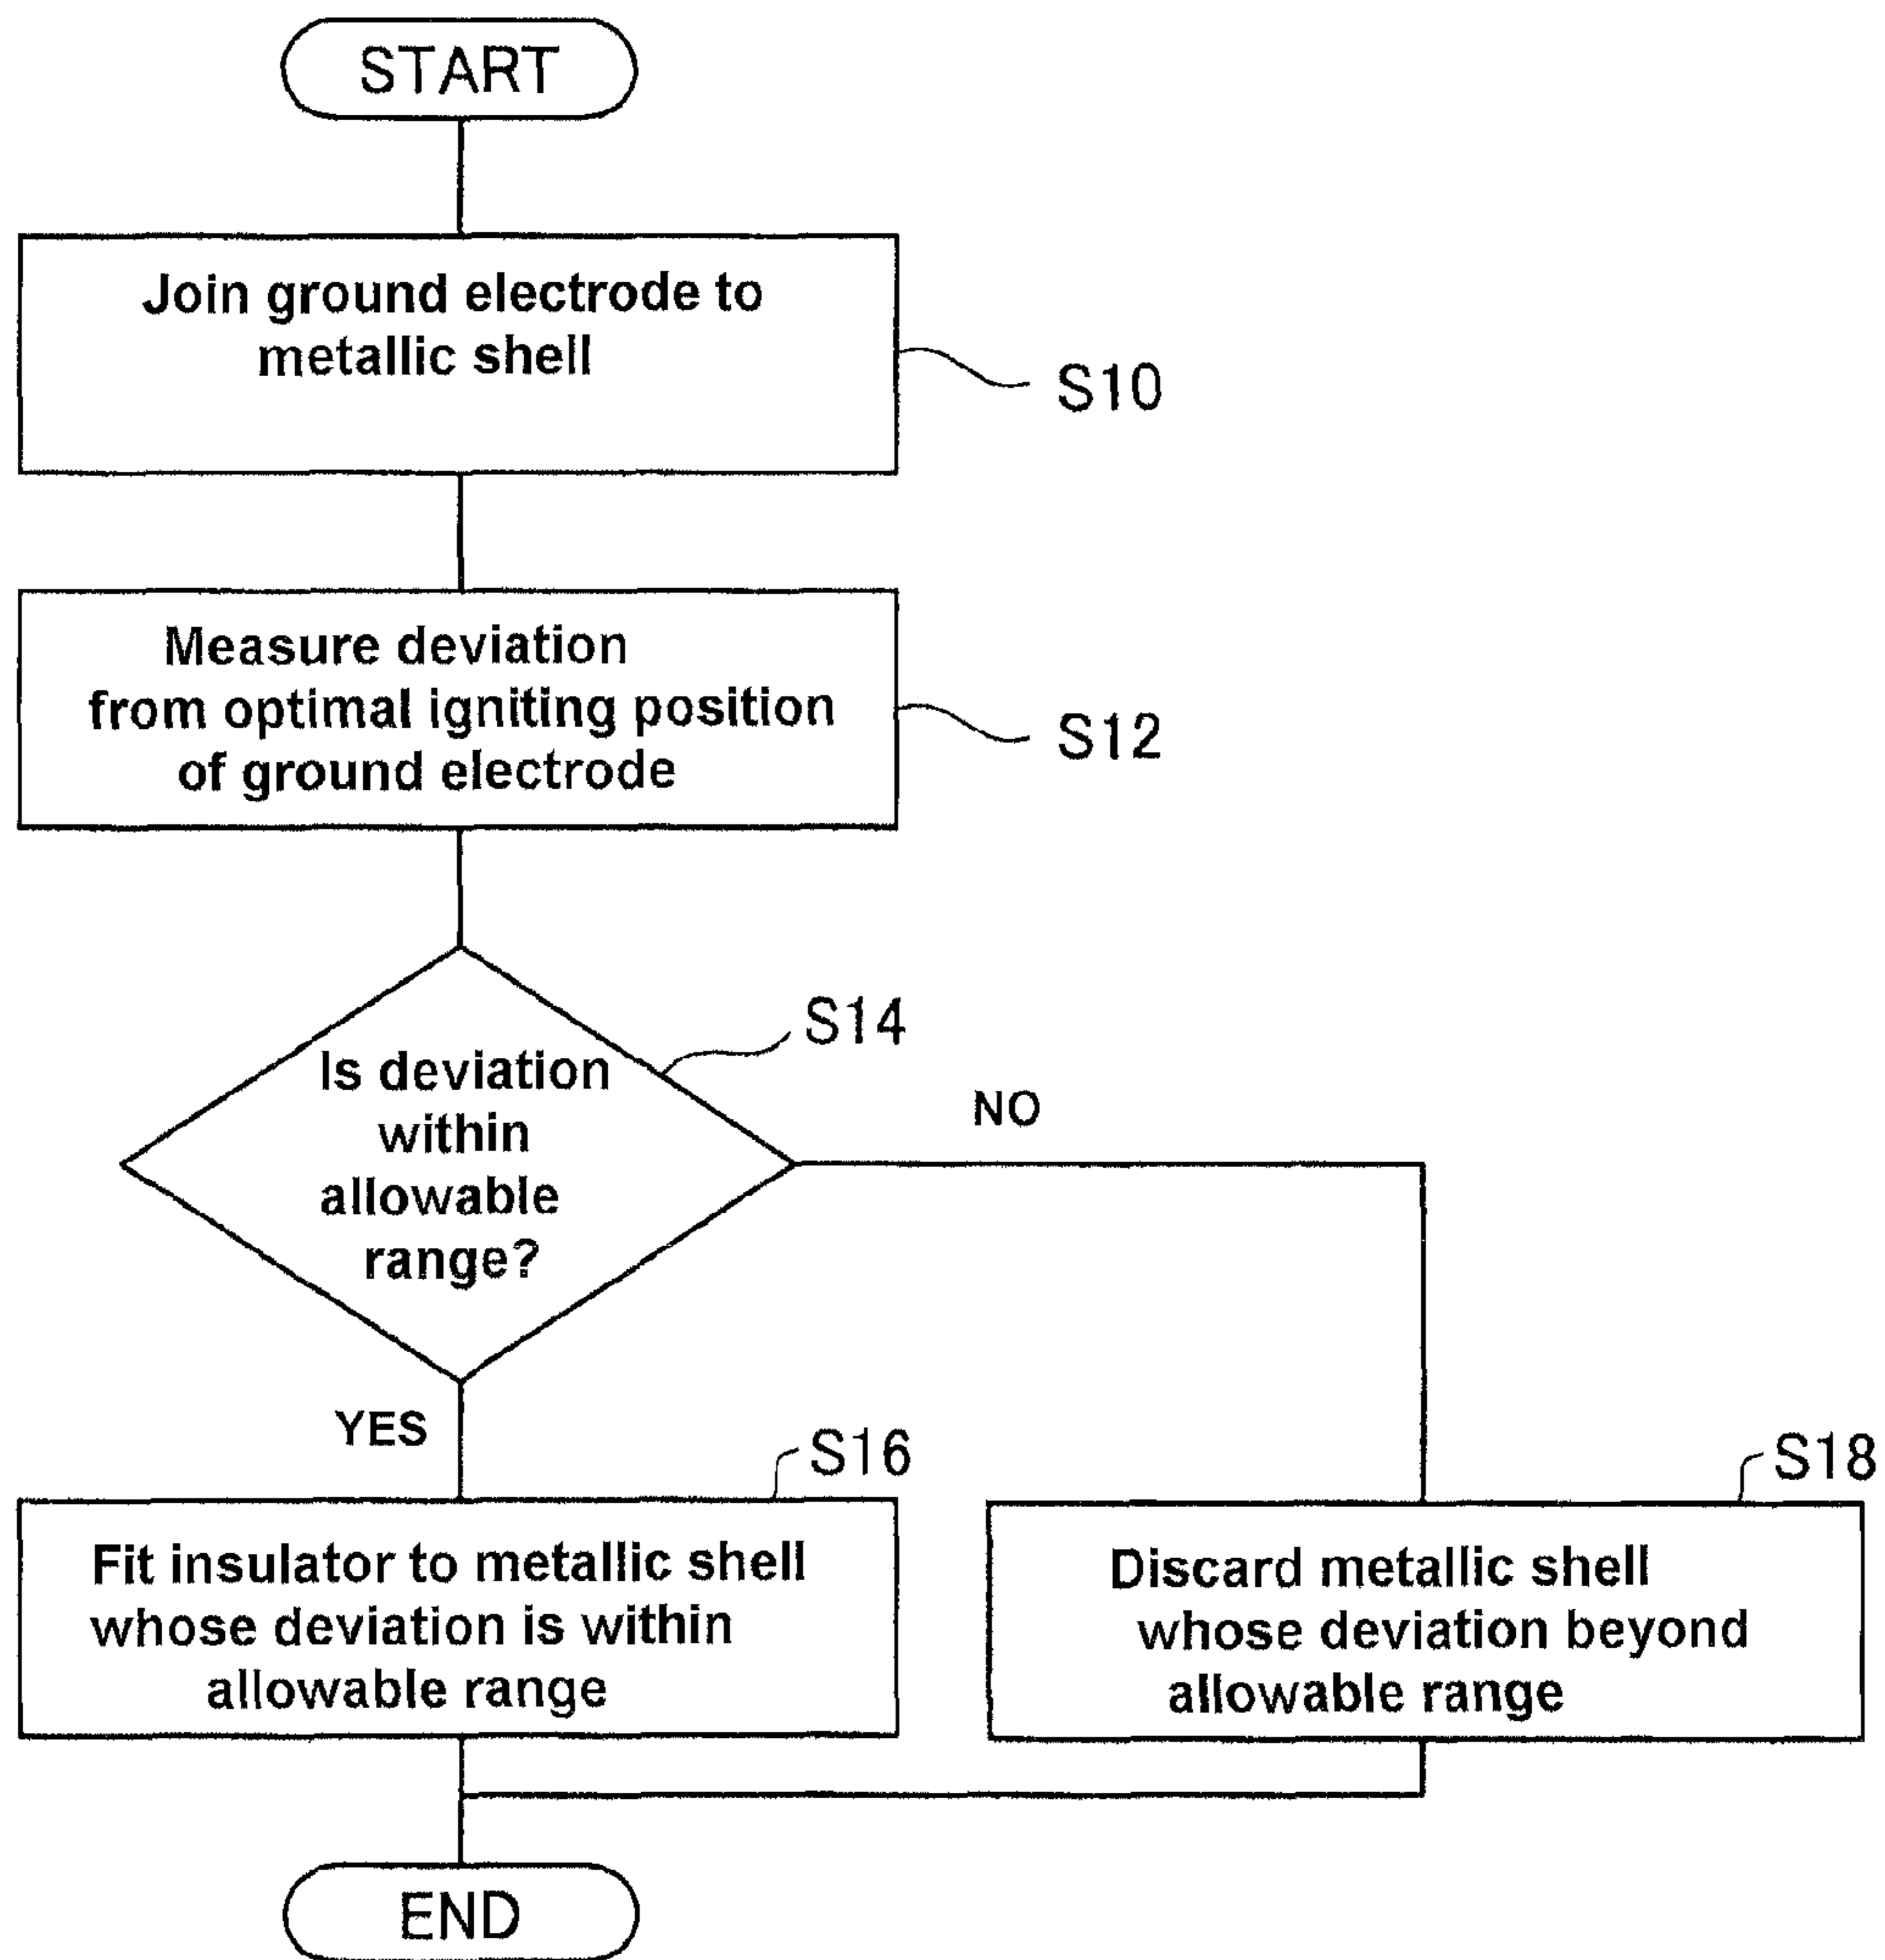 START
Join ground electrode to
metallic shell
S10
Measure deviation
from optimal igniting position
of ground electrode
S12
S14
Is deviation
within
allowable
range?
NO
YES
S16
Fit insulator to metallic shell
whose deviation is within
allowable range
S18
Discard metallic shell
whose deviation beyond
allowable range
END